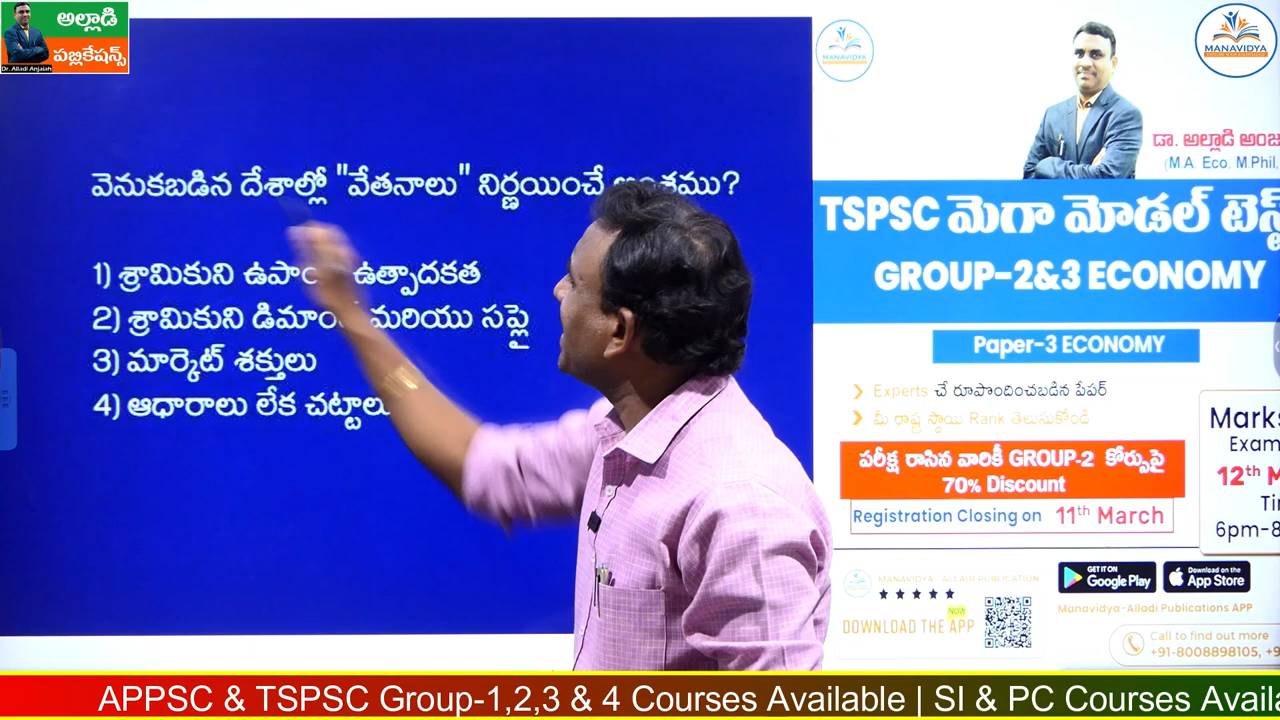 అల్లాడి
పబ్లికేషన్స్
Dr. Alladi Anjaiah
వెనుకబడిన దేశాల్లో "వేతనాలు" నిర్ణయించే
1) శ్రామికుని ఉత్పాదకత
2) శ్రామికుని మరియు సప్లై
3) మార్కెట్ శక్తులు
4) ఆధారాలు లేక చట్టాలు
MANAVIDYA
MANAVIDYA
డా. అల్లాడి
(M.A. Eco, M.Phil,
TSPSC మెగా మోడల్
GROUP-2&3 ECONOMY
Paper-3 ECONOMY
Experts చే రూపొందించబడిన పేపర్
మీ రాష్ట్ర స్థాయి Rank తెలుసుకోండి
పరీక్ష రాసిన వారికీ GROUP-2 కోర్సుపై
70% Discount
Registration Closing on 11th March
Marks
Exam
12th
6pm-8
MANAVIDYA - ALLADI PUBLICATION
NOW
DOWNLOAD THE APP
GET IT ON
Google Play
Download on the
App Store
Manavidya-Alladi Publications APP
Call to find out more
+91-8008898105,
APPSC & TSPSC Group-1,2,3 & 4 Courses Available | SI & PC Courses